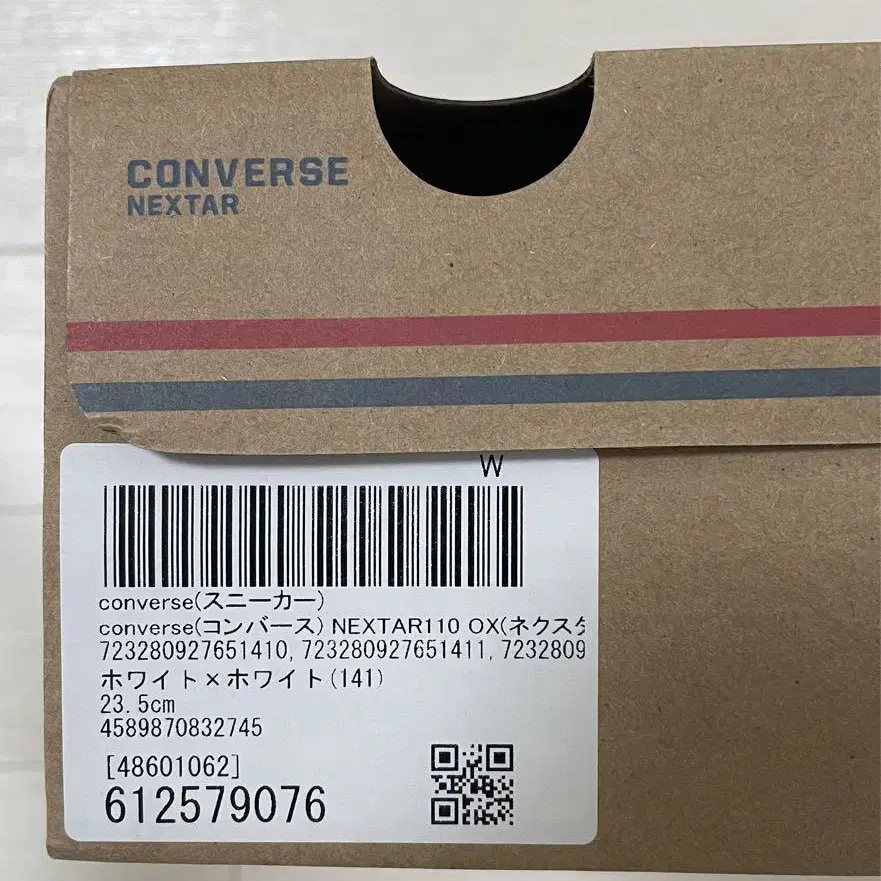 CONVERSE
NEXTAR
W
converse(スニーカー)
converse(コンバース) NEXTAR110 OX(ネクスタ
723280927651410, 723280927651411, 7232809
ホワイト×ホワイト(141)
23.5cm
4589870832745
[48601062]
612579076